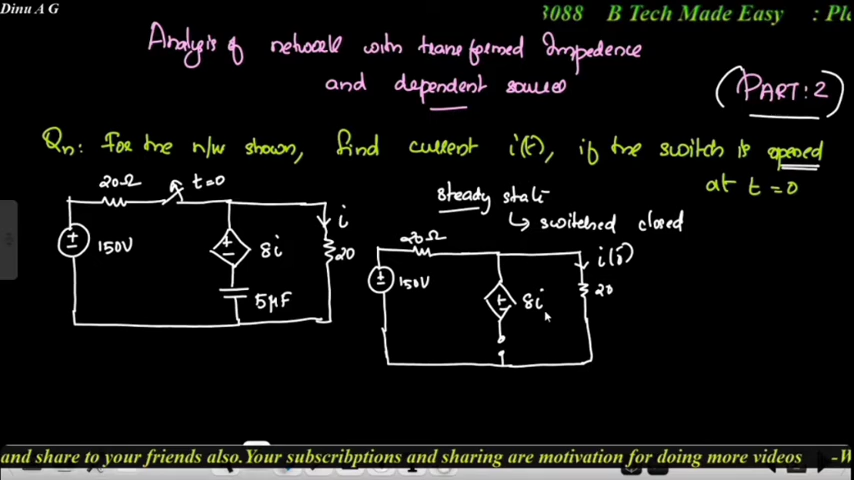 Dinu A G
3088 B Tech Made Easy : Ple
Analysis of network with transformed Impedence
and dependent source
(PART:2)
Qn: For the n/w shown, find current i(t), if the switch is opened
at t=0
20Ω
t=0
i
150V
8i
20
5μF
steady state
↳ switched closed
20Ω
i(0̄)
150V
8i
20
and share to your friends also.Your subscribptions and sharing are motivation for doing more videos -W